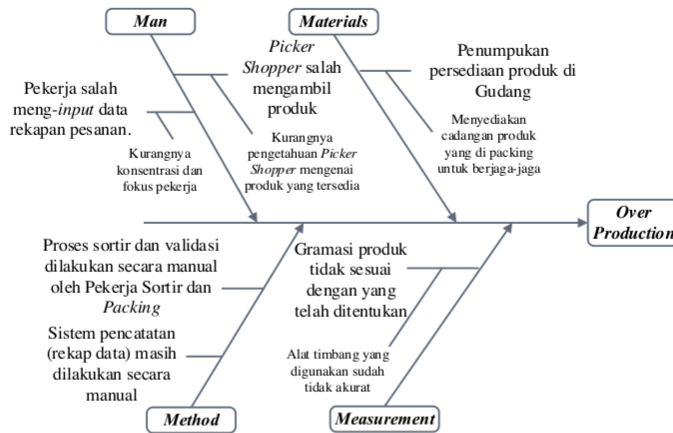 Man
Materials
Picker
Shopper salah
mengambil
produk
Penumpukan
persediaan produk di
Gudang
Pekerja salah
meng-input data
rekapan pesanan.
Kurangnya
konsentrasi dan
fokus pekerja
Kurangnya
pengetahuan Picker
Shopper mengenai
produk yang tersedia
Menyediakan
cadangan produk
yang di packing
untuk berjaga-jaga
Over
Production
Proses sortir dan validasi
dilakukan secara manual
oleh Pekerja Sortir dan
Packing
Gramasi produk
tidak sesuai
dengan yang
telah ditentukan
Sistem pencatatan
(rekap data) masih
dilakukan secara
manual
Alat timbang yang
digunakan sudah
tidak akurat
Method
Measurement